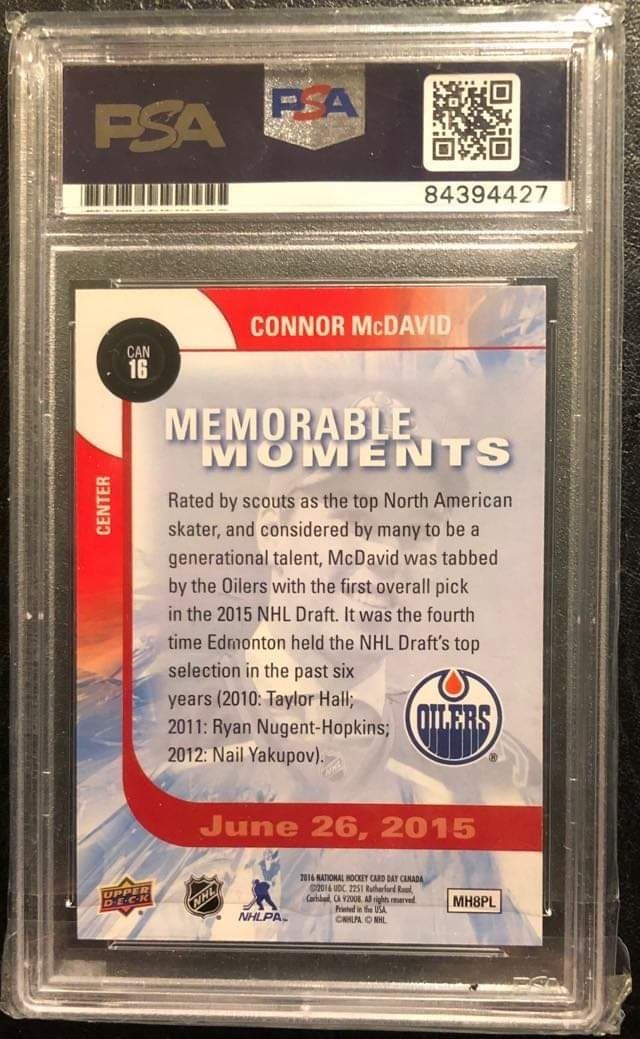 PSA
PSA
84394427
CONNOR McDAVID
CAN
16
CENTER
MEMORABLE
MOMENTS
Rated by scouts as the top North American
skater, and considered by many to be a
generational talent, McDavid was tabbed
by the Oilers with the first overall pick
in the 2015 NHL Draft. It was the fourth
time Edmonton held the NHL Draft's top
selection in the past six
years (2010: Taylor Hall;
2011: Ryan Nugent-Hopkins;
2012: Nail Yakupov).
OILERS
®
June 26, 2015
UPPER
D·E·C·K
NHL
NHLPA
2016 NATIONAL HOCKEY CARD DAY CANADA
©2016 UDC. 2251 Rutherford Road,
Carlsbad, CA 92008. All rights reserved.
Printed in the USA.
©NHLPA. © NHL.
MH8PL
PSA